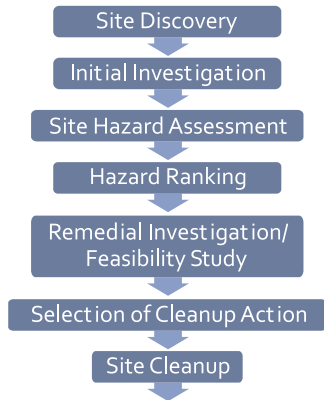 Site Discovery
Initial Investigation
Site Hazard Assessment
Hazard Ranking
Remedial Investigation/
Feasibility Study
Selection of Cleanup Action
Site Cleanup